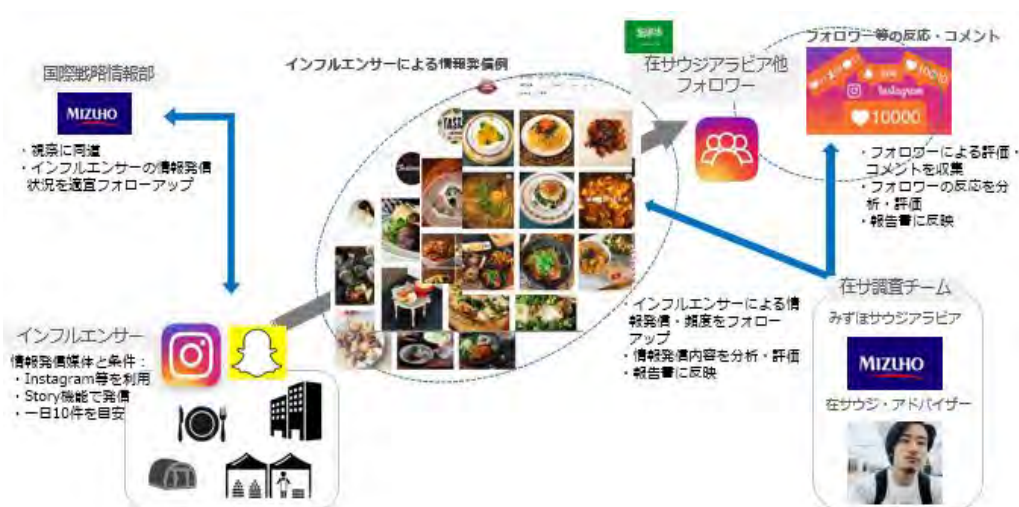 フォロワー等の反応・コメント
国際戦略情報部
インフルエンサーによる情報発信例
在サウジアラビア他
フォロワー
MIZUHO
・視察に同道
・インフルエンサーの情報発信
状況を適宜フォローアップ
Instagram
10000
10000
・フォロワーによる評価・
コメントを収集
・フォロワーの反応を分
析・評価
・報告書に反映
インフルエンサー
情報発信媒体と条件：
・Instagram等を利用
・Story機能で発信
・一日10件を目安
・インフルエンサーによる情
報発信・頻度をフォロー
アップ
・情報発信内容を分析・評価
・報告書に反映
在サ調査チーム
みずほサウジアラビア
MIZUHO
在サウジ・アドバイザー